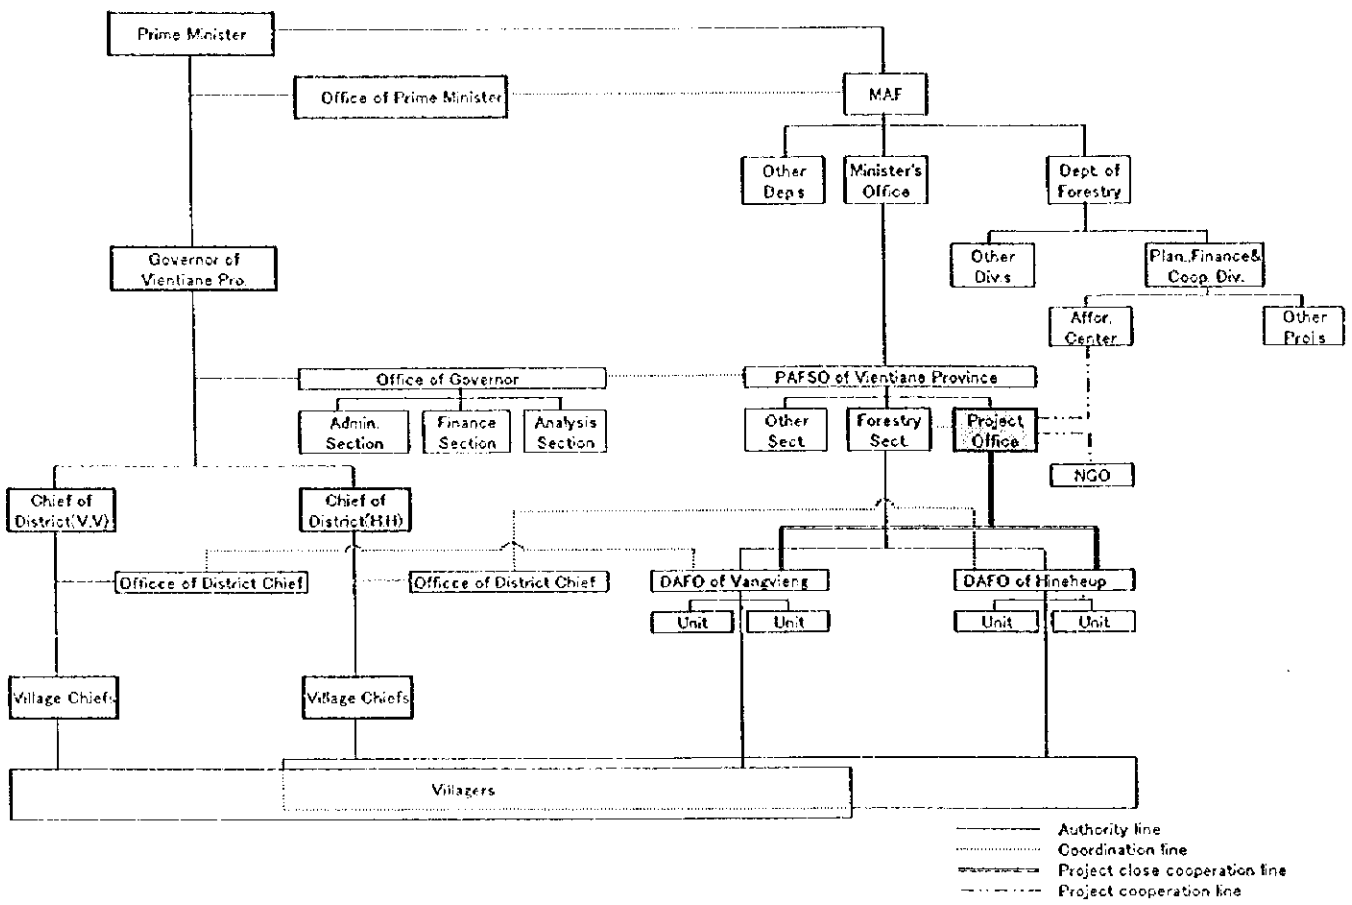 Prime Minister
Office of Prime Minister
MAF
Other
Dep's
Minister's
Office
Dept. of
Forestry
Governor of
Vientiane Pro.
Other
Div.s
Plan.,Finance&
Coop. Div.
Affor.
Center
Other
Proj.s
Office of Governor
PAFSO of Vientiane Province
Admin.
Section
Finance
Section
Analysis
Section
Other
Sect.
Forestry
Sect.
Project
Office
NGO
Chief of
District(V.V)
Chief of
District(H.H)
Officce of District Chief
Officce of District Chief
DAFO of Vangvieng
DAFO of Hineheup
Unit
Unit
Unit
Unit
Village Chiefs
Village Chiefs
Villagers
Authority line
Coordination line
Project close cooperation line
Project cooperation line